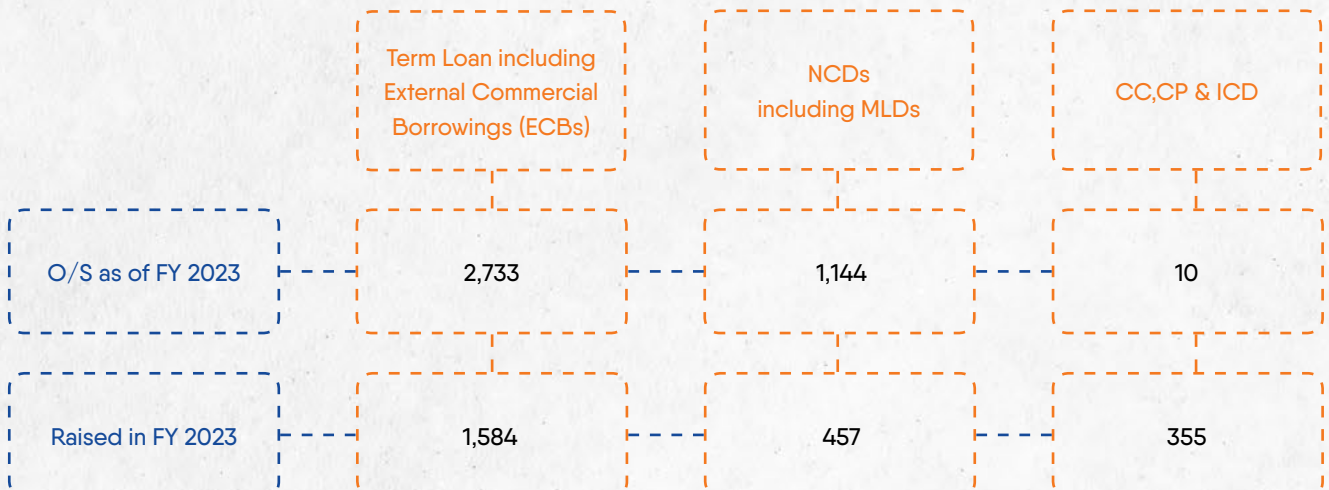 Term Loan including
External Commercial
Borrowings (ECBs)
NCDs
including MLDs
CC,CP & ICD
O/S as of FY 2023
2,733
1,144
10
Raised in FY 2023
1,584
457
355